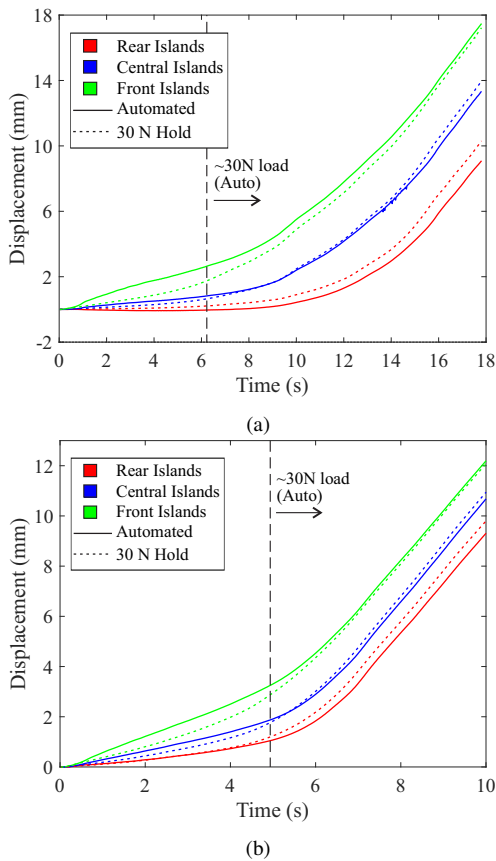 18
14
10
6
2
-2
Displacement (mm)
Rear Islands
Central Islands
Front Islands
Automated
30 N Hold
~30N load
(Auto)
0 2 4 6 8 10 12 14 16 18
Time (s)
(a)
12
10
8
6
4
2
0
Displacement (mm)
Rear Islands
Central Islands
Front Islands
Automated
30 N Hold
~30N load
(Auto)
0 2 4 6 8 10
Time (s)
(b)